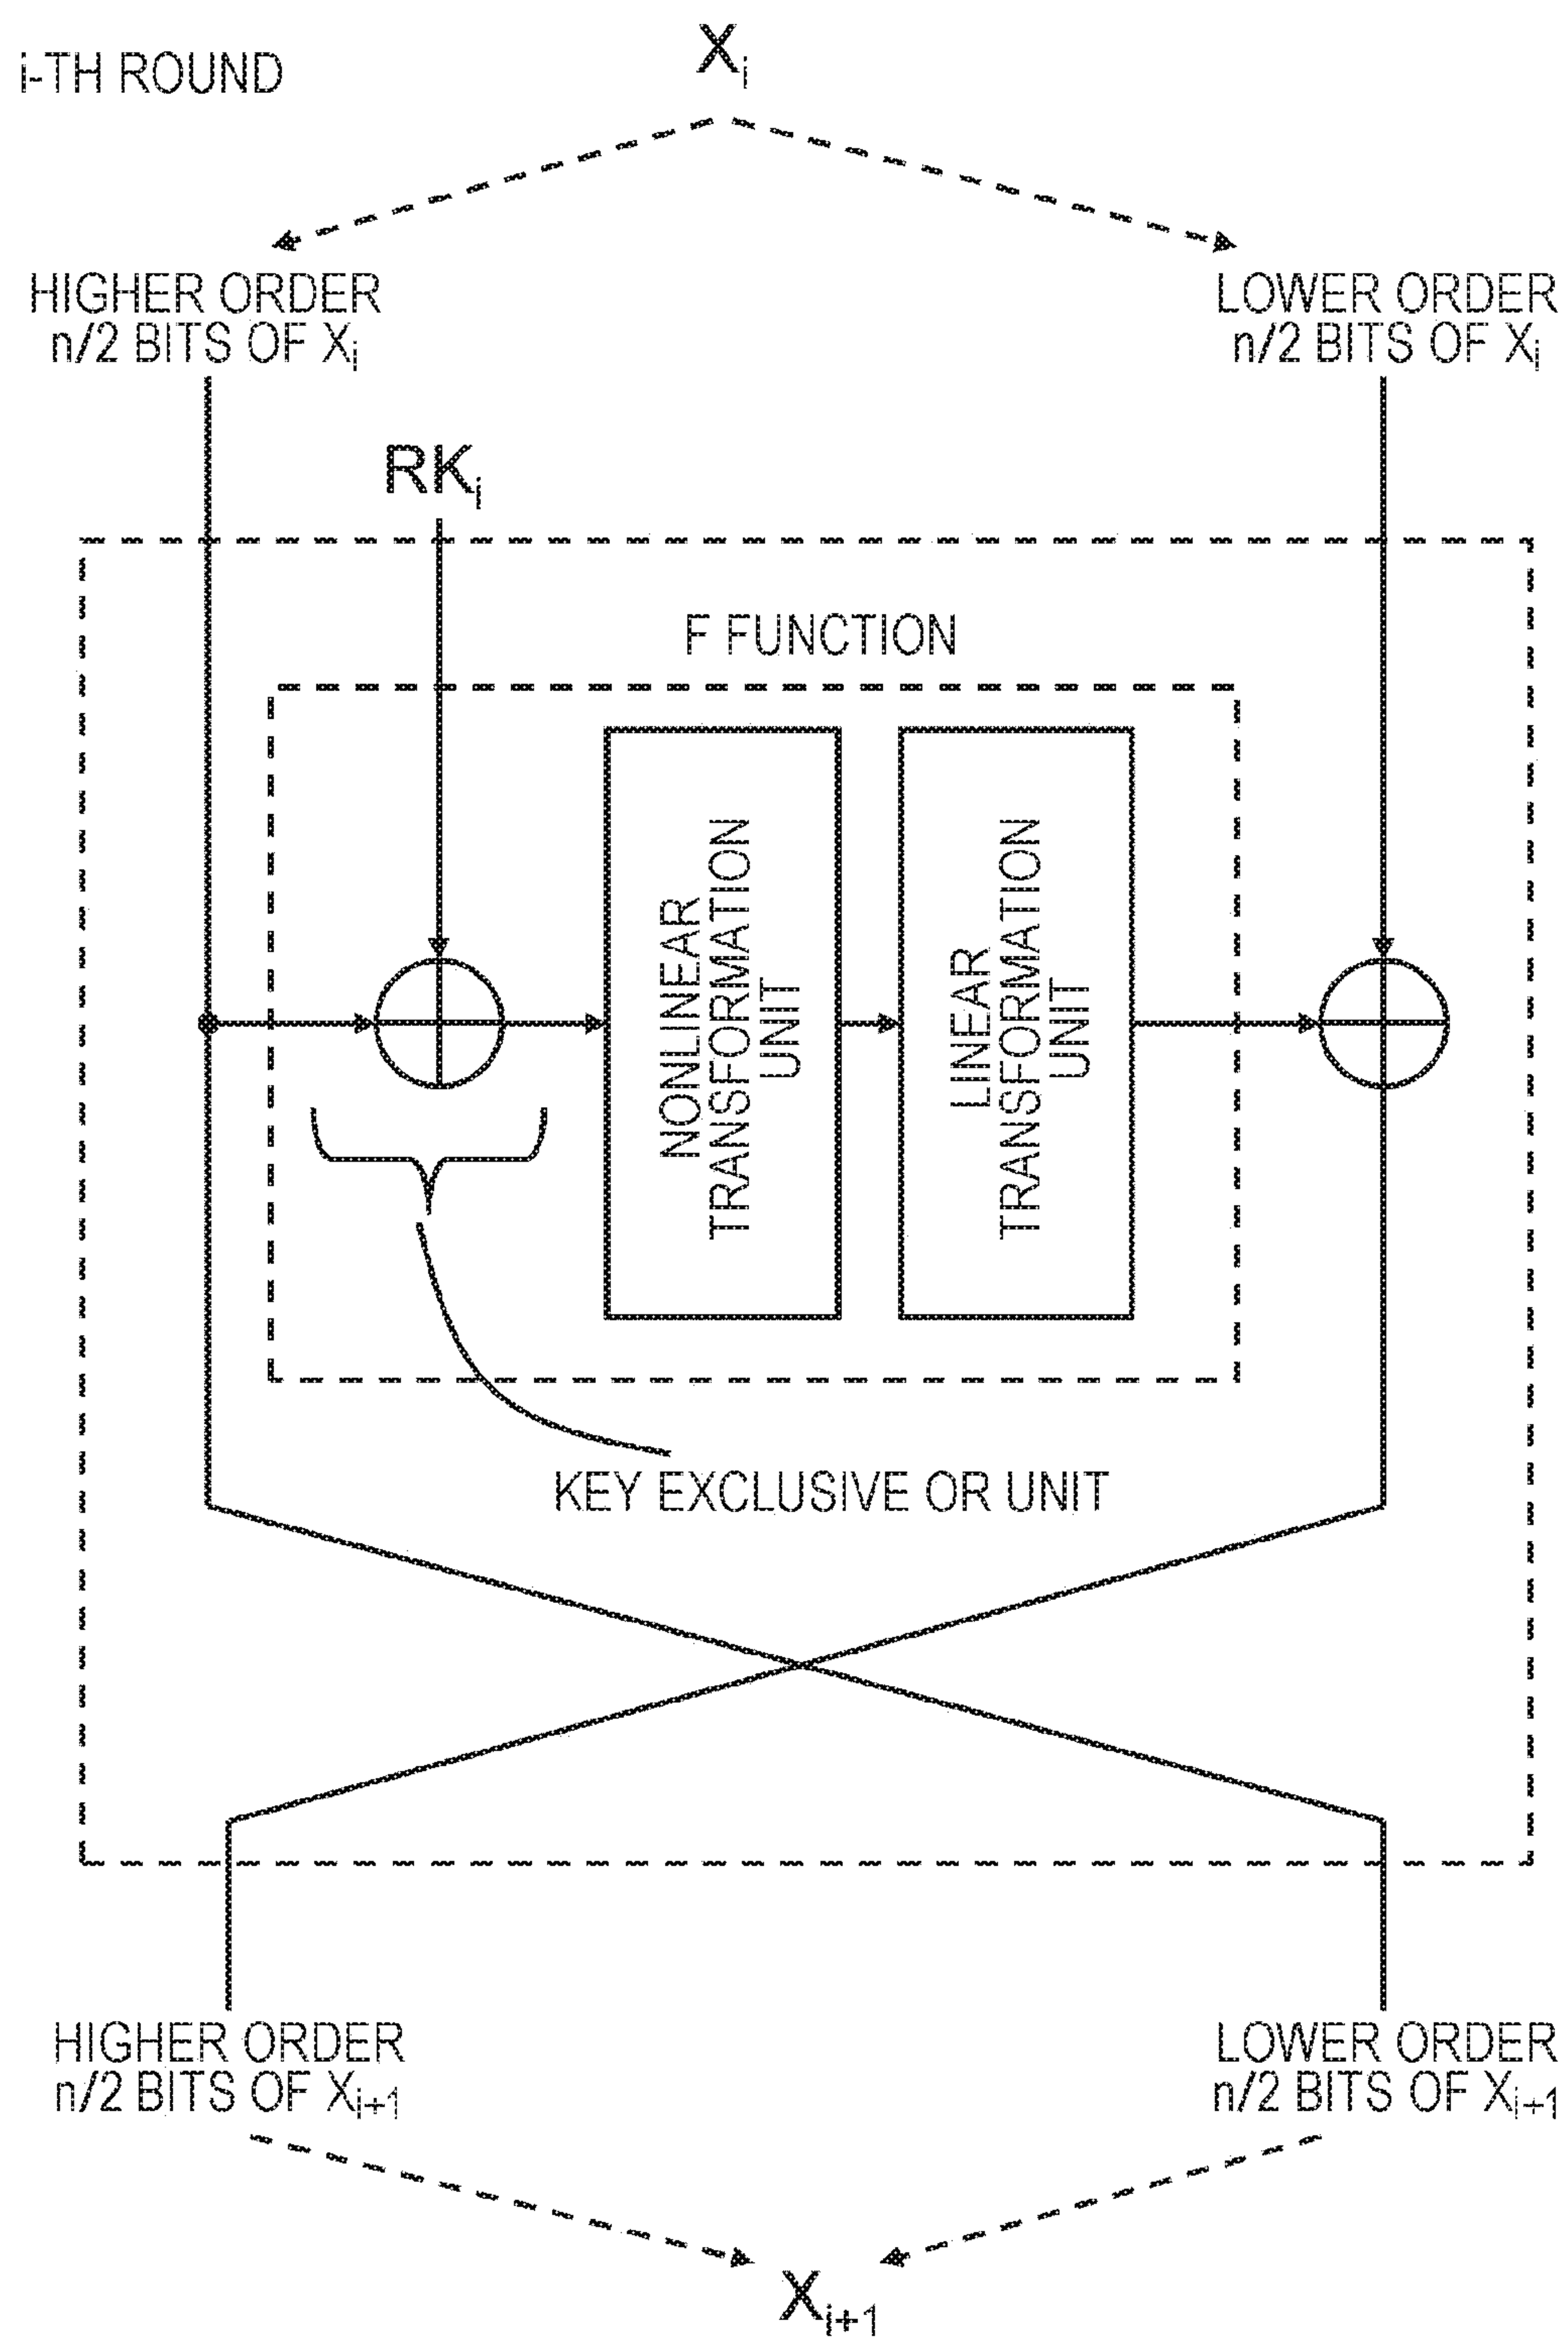 i-TH ROUND
Xi
HIGHER ORDER
n/2 BITS OF Xi
LOWER ORDER
n/2 BITS OF Xi
RKi
F FUNCTION
NONLINEAR
TRANSFORMATION
UNIT
LINEAR
TRANSFORMATION
UNIT
KEY EXCLUSIVE OR UNIT
HIGHER ORDER
n/2 BITS OF Xi+1
LOWER ORDER
n/2 BITS OF Xi+1
Xi+1